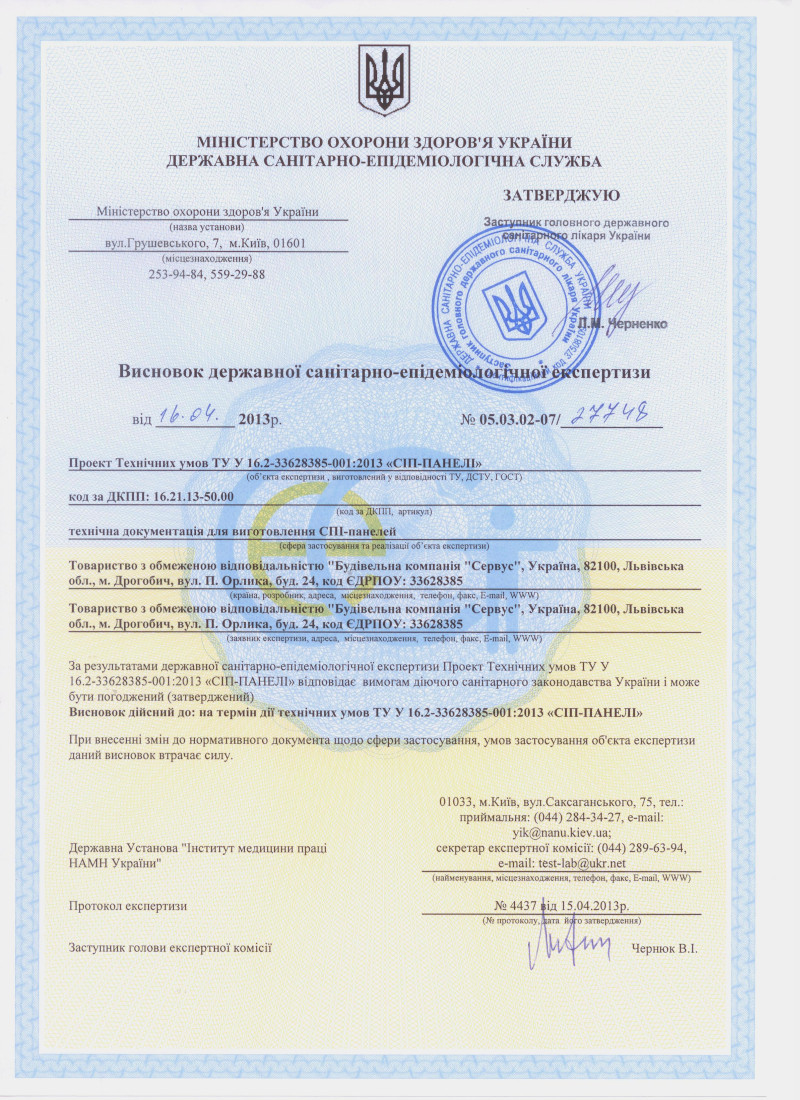 МІНІСТЕРСТВО ОХОРОНИ ЗДОРОВ'Я УКРАЇНИ
ДЕРЖАВНА САНІТАРНО-ЕПІДЕМІОЛОГІЧНА СЛУЖБА
ЗАТВЕРДЖУЮ
Міністерство охорони здоров'я України
(назва установи)
вул.Грушевського, 7, м.Київ, 01601
(місцезнаходження)
253-94-84, 559-29-88
Заступник головного державного
санітарного лікаря України
ДЕРЖАВНА САНІТАРНО-ЕПІДЕМІОЛОГІЧНА СЛУЖБА УКРАЇНИ
Заступник головного державного санітарного лікаря України
Л.М. Черненко
Висновок державної санітарно-епідеміологічної експертизи
від 16.04. 2013р.
№ 05.03.02-07/ 27748
Проект Технічних умов ТУ У 16.2-33628385-001:2013 «СІП-ПАНЕЛІ»
(об'єкта експертизи , виготовлений у відповідності ТУ, ДСТУ, ГОСТ)
код за ДКПП: 16.21.13-50.00
(код за ДКПП, артикул)
технічна документація для виготовлення СПІ-панелей
(сфера застосування та реалізації об'єкта експертизи)
Товариство з обмеженою відповідальністю "Будівельна компанія "Сервус", Україна, 82100, Львівська
обл., м. Дрогобич, вул. П. Орлика, буд. 24, код ЄДРПОУ: 33628385
(країна, розробник, адреса, місцезнаходження, телефон, факс, E-mail, WWW)
Товариство з обмеженою відповідальністю "Будівельна компанія "Сервус", Україна, 82100, Львівська
обл., м. Дрогобич, вул. П. Орлика, буд. 24, код ЄДРПОУ: 33628385
(заявник експертизи, адреса, місцезнаходження, телефон, факс, E-mail, WWW)
За результатами державної санітарно-епідеміологічної експертизи Проект Технічних умов ТУ У
16.2-33628385-001:2013 «СІП-ПАНЕЛІ» відповідає вимогам діючого санітарного законодавства України і може
бути погоджений (затверджений)
Висновок дійсний до: на термін дії технічних умов ТУ У 16.2-33628385-001:2013 «СІП-ПАНЕЛІ»
При внесенні змін до нормативного документа щодо сфери застосування, умов застосування об'єкта експертизи
даний висновок втрачає силу.
Державна Установа "Інститут медицини праці
НАМН України"
01033, м.Київ, вул.Саксаганського, 75, тел.:
приймальня: (044) 284-34-27, e-mail:
yik@nanu.kiev.ua;
секретар експертної комісії: (044) 289-63-94,
e-mail: test-lab@ukr.net
(найменування, місцезнаходження, телефон, факс, E-mail, WWW)
Протокол експертизи
№ 4437 від 15.04.2013р.
(№ протоколу, дата його затвердження)
Заступник голови експертної комісії
Чернюк В.І.